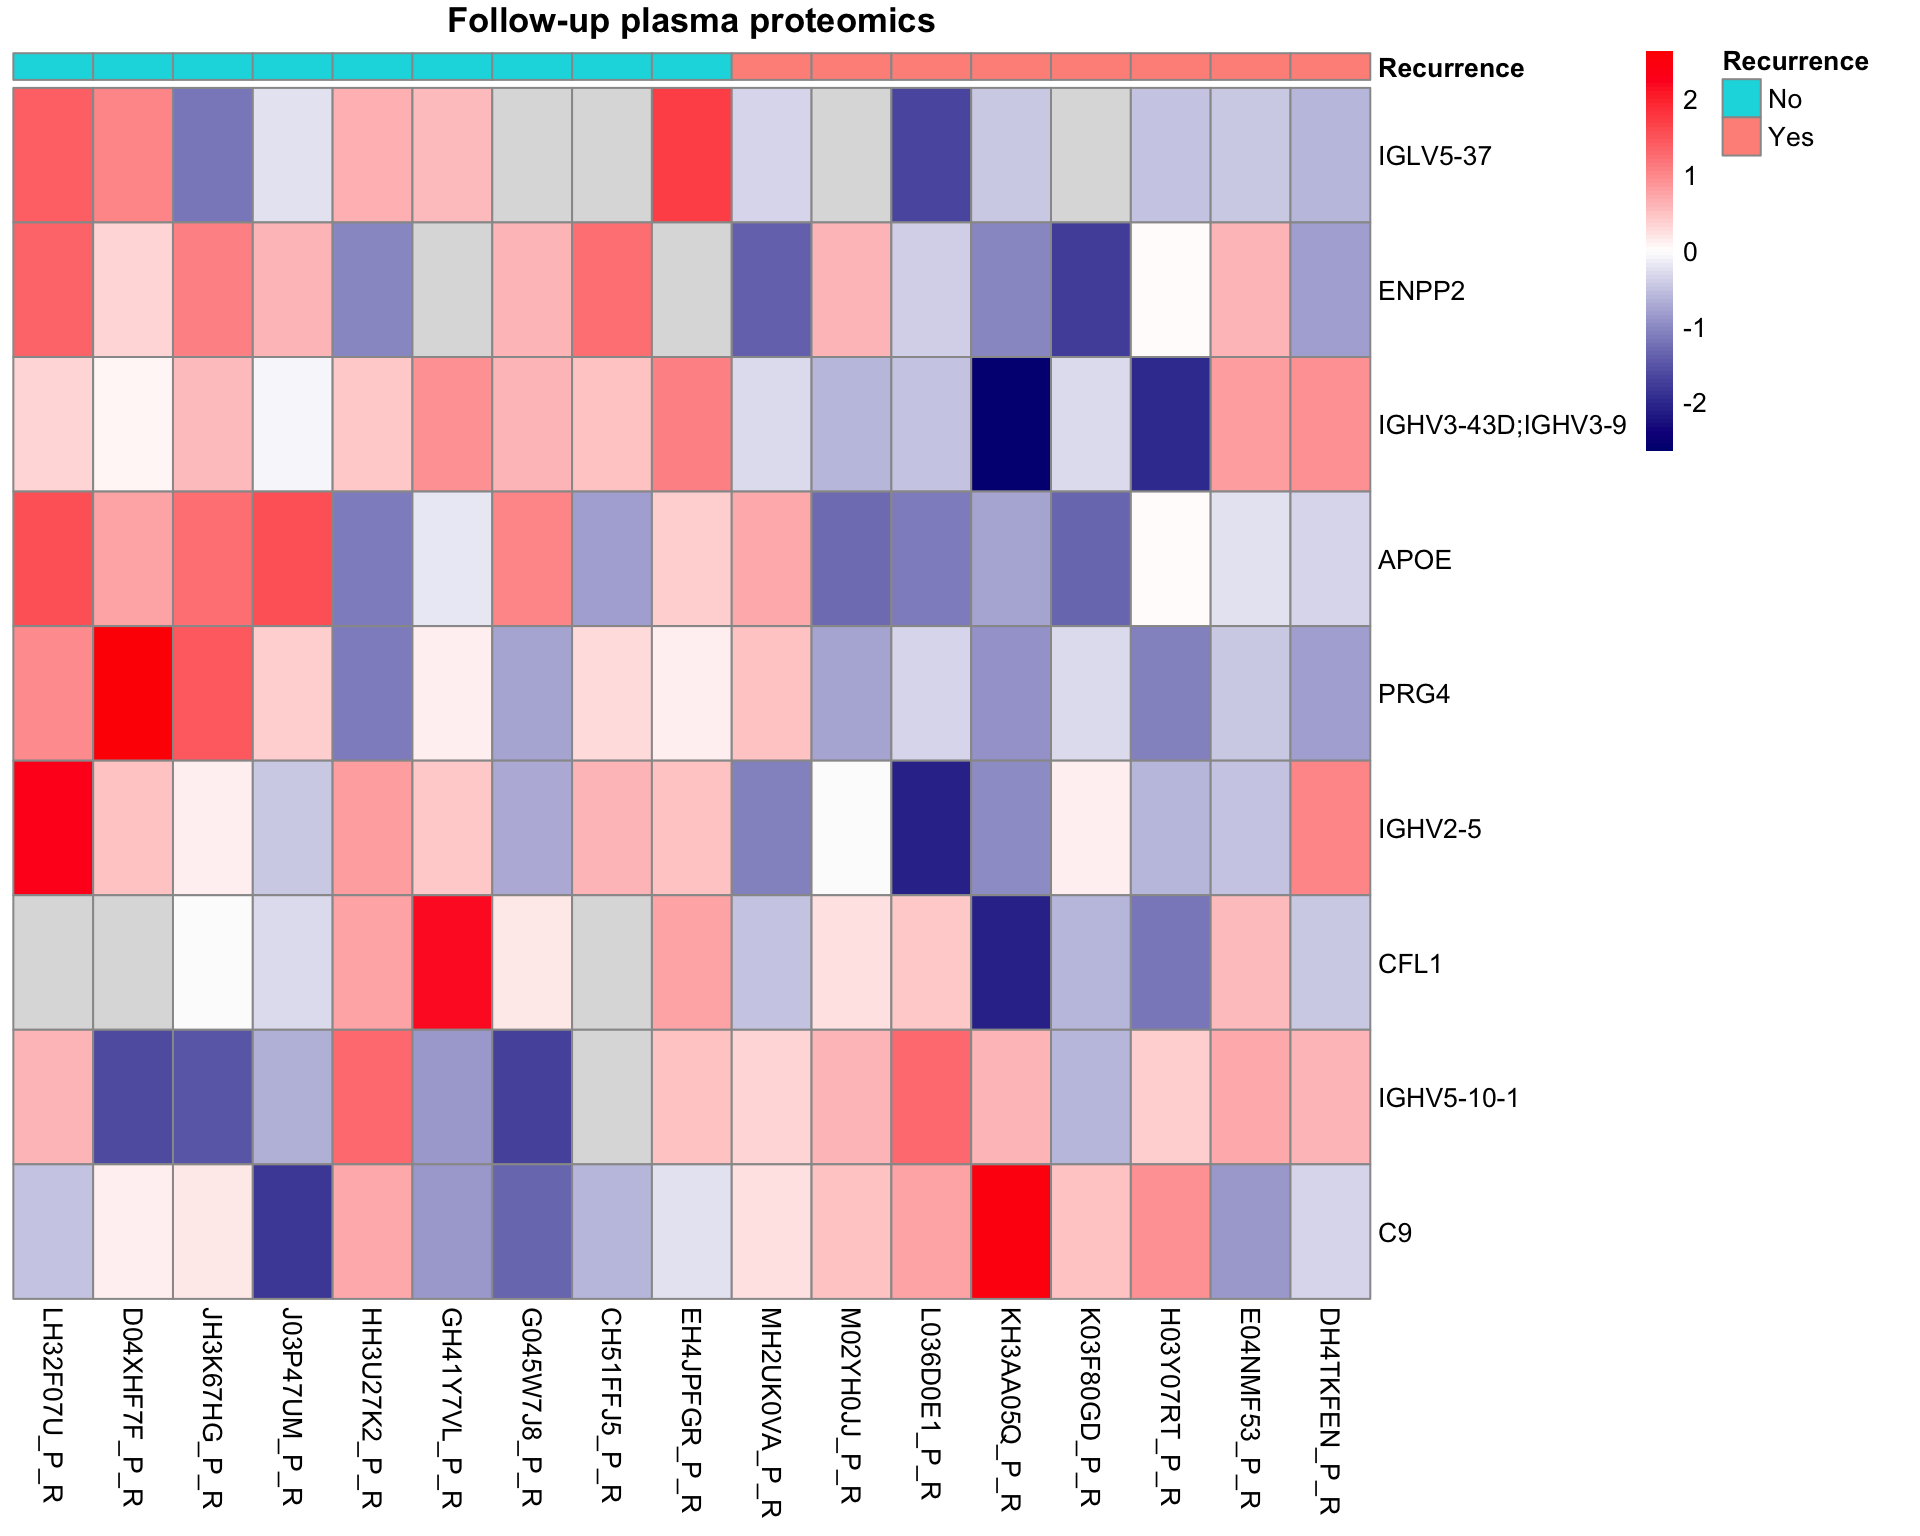 Follow-up plasma proteomics
Recurrence
IGLV5-37
ENPP2
IGHV3-43D;IGHV3-9
APOE
PRG4
IGHV2-5
CFL1
IGHV5-10-1
C9
LH32F07U_P_R
D04XHF7F_P_R
JH3K67HG_P_R
J03P47UM_P_R
HH3U27K2_P_R
GH41Y7VL_P_R
G045W7J8_P_R
CH51FFJ5_P_R
EH4JPFGR_P_R
MH2UK0VA_P_R
M02YH0JJ_P_R
L036D0E1_P_R
KH3AA05Q_P_R
K03F80GD_P_R
H03Y07RT_P_R
E04NMF53_P_R
DH4TKFEN_P_R
2
1
0
-1
-2
Recurrence
No
Yes